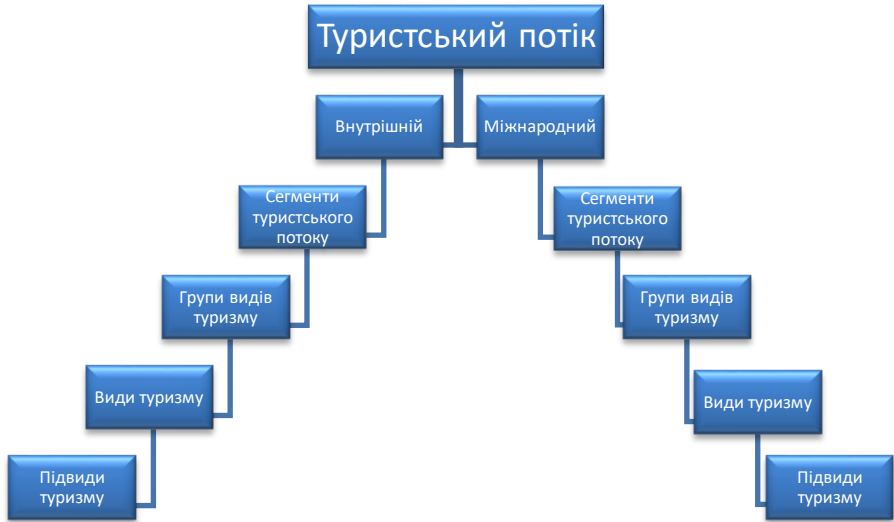 Туристський потік
Внутрішній
Міжнародний
Сегменти
туристського
потоку
Сегменти
туристського
потоку
Групи видів
туризму
Групи видів
туризму
Види туризму
Види туризму
Підвиди
туризму
Підвиди
туризму